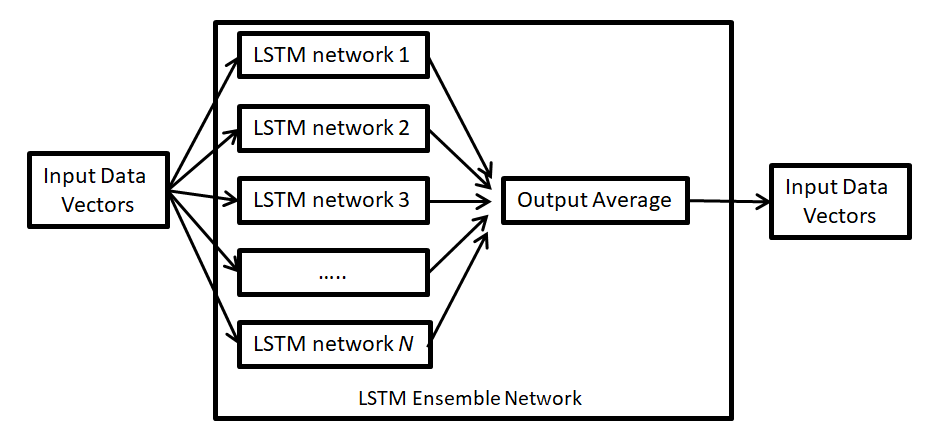 LSTM network 1
LSTM network 2
Input Data
Vectors
LSTM network 3
.....
LSTM network N
Output Average
Input Data
Vectors
LSTM Ensemble Network